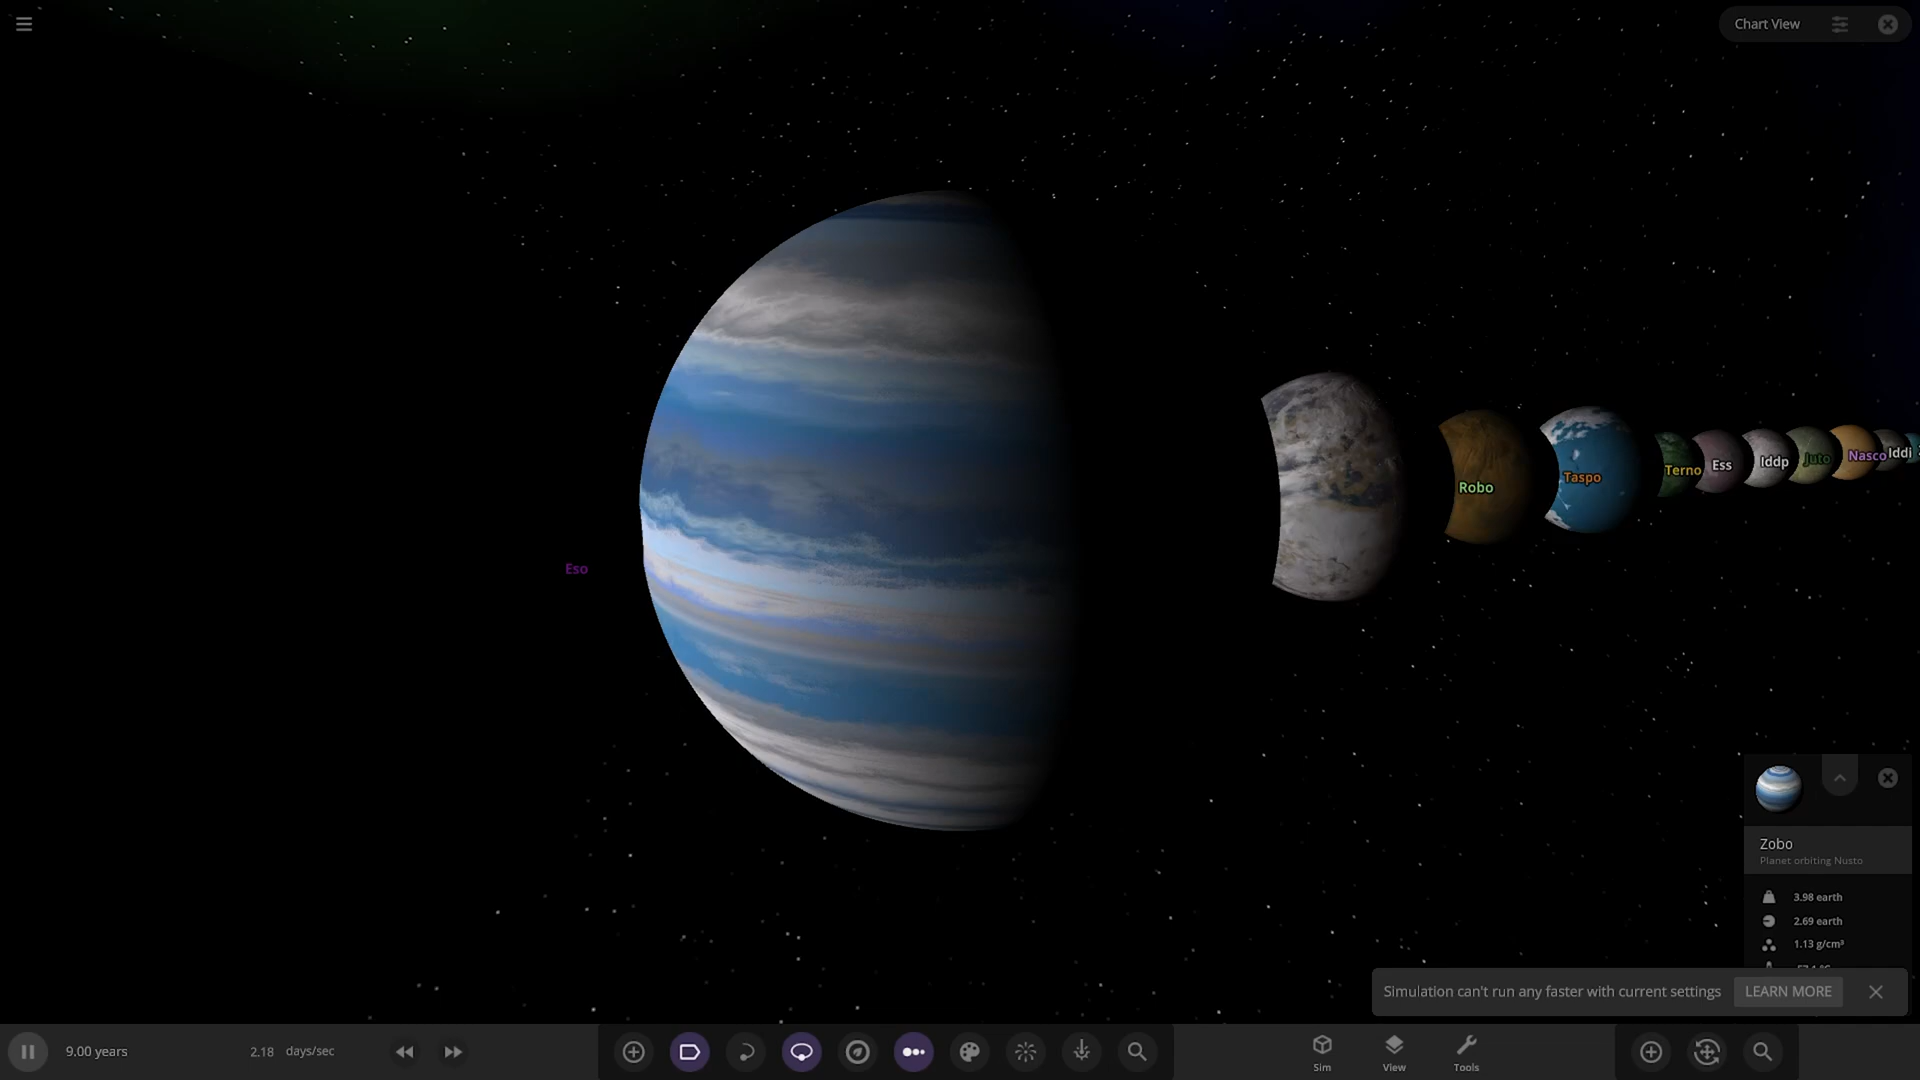 Chart View
Robo
Taspo
Terno
Ess
Iddp
Juto
Nasco
Iddi
Eso
Zobo
Planet orbiting Nusto
3.98 earth
2.69 earth
1.13 g/cm³
Simulation can't run any faster with current settings
LEARN MORE
9.00 years
2.18 days/sec
Sim
View
Tools